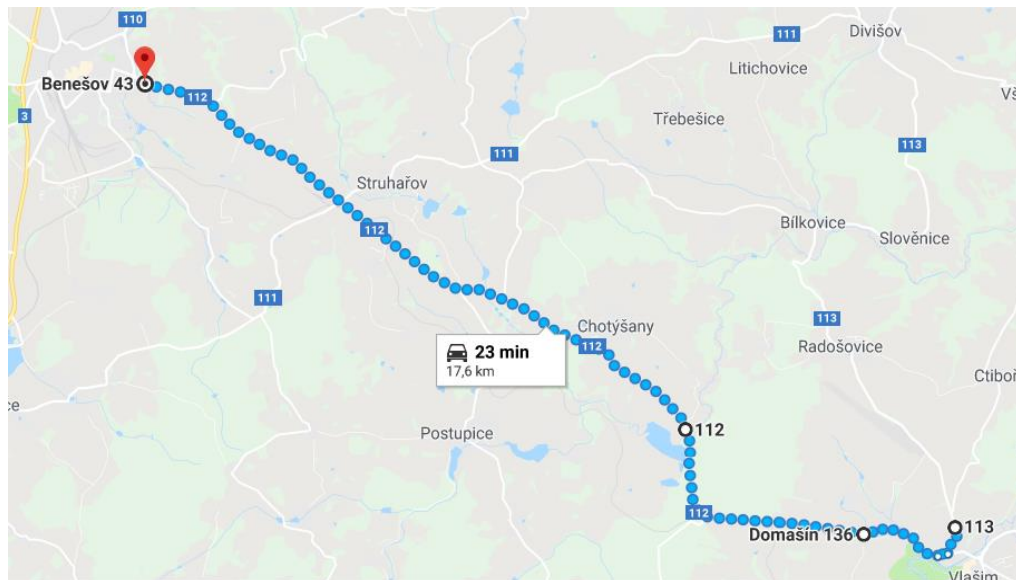 110
111
Divišov
Litichovice
Benešov 43
112
3
Třebešice
113
111
Struhařov
Bílkovice
Slověnice
112
111
113
Chotýšany
112
Radošovice
23 min
17,6 km
Postupice
112
112
Domašín 136
113
Vlašim